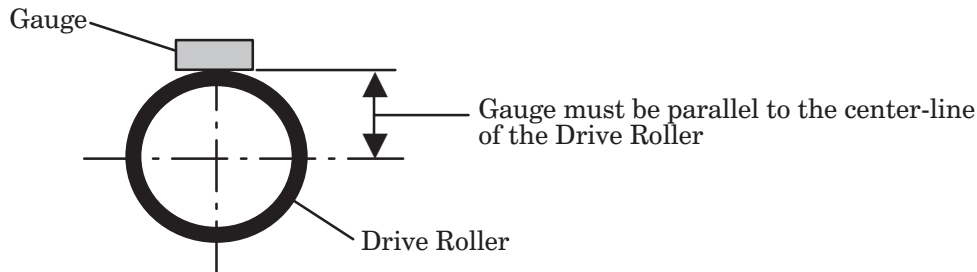 Gauge
Gauge must be parallel to the center-line
of the Drive Roller
Drive Roller